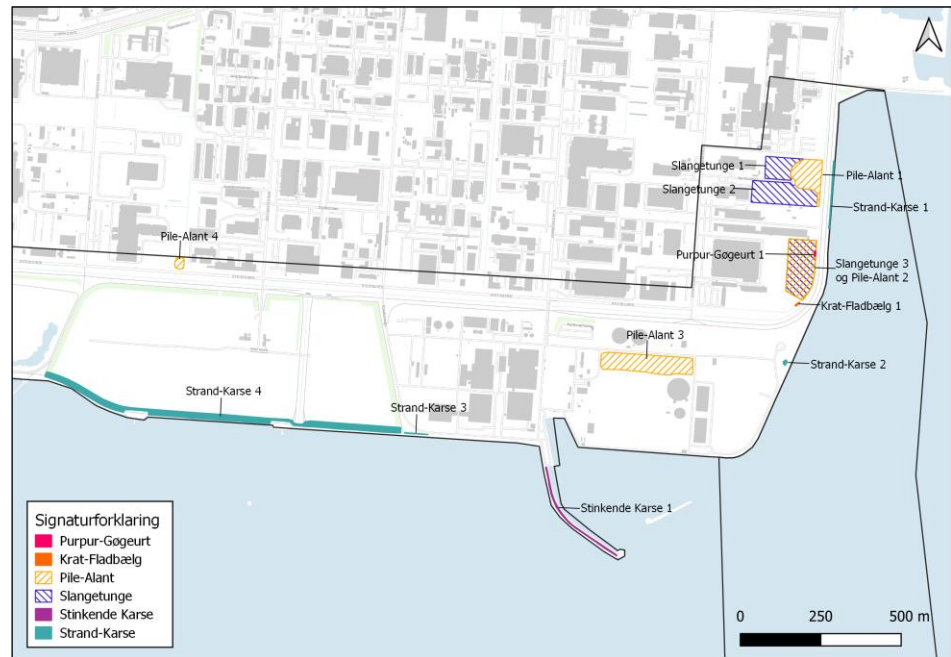 Slangetunge 1
Pile-Alant 1
Slangetunge 2
Strand-Karse 1
Pile-Alant 4
Purpur-Gøgeurt 1
Slangetunge 3
og Pile-Alant 2
Krat-Fladbælg 1
Pile-Alant 3
Strand-Karse 2
Strand-Karse 4
Strand-Karse 3
Stinkende Karse 1
Signaturforklaring
Purpur-Gøgeurt
Krat-Fladbælg
Pile-Alant
Slangetunge
Stinkende Karse
Strand-Karse
0 250 500 m